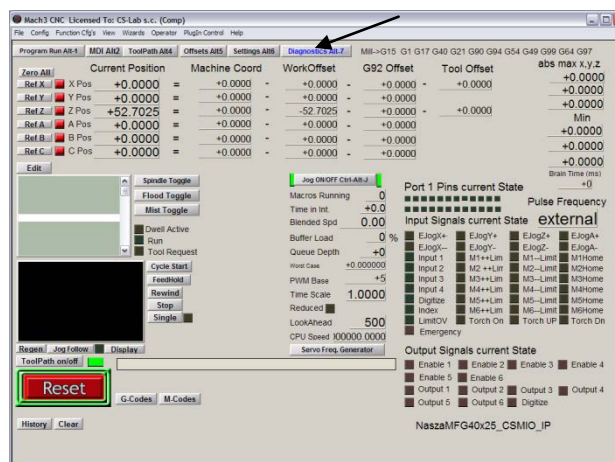 Mach3 CNC Licensed To: CS-Lab s.c. (Comp)
File Config Function Cfg's View Wizards Operator PlugIn Control Help
Program Run Alt-1 MDI Alt2 ToolPath Alt4 Offsets Alt5 Settings Alt6 Diagnostics Alt-7 Mill->G15 G1 G17 G40 G21 G90 G94 G54 G49 G99 G64 G97
Zero All Current Position Machine Coord WorkOffset G92 Offset Tool Offset abs max x,y,z
Ref X X Pos +0.0000 = +0.0000 - +0.0000 - +0.0000 - +0.0000 +0.0000
Ref Y Y Pos +0.0000 = +0.0000 - +0.0000 - +0.0000 +0.0000
Ref Z Z Pos +52.7025 = +0.0000 - -52.7025 - +0.0000 - +0.0000 +0.0000
Min
Ref A A Pos +0.0000 = +0.0000 - +0.0000 - +0.0000 +0.0000
Ref B B Pos +0.0000 = +0.0000 - +0.0000 - +0.0000 +0.0000
Ref C C Pos +0.0000 = +0.0000 - +0.0000 - +0.0000 +0.0000
Edit
Brain Time (ms)
+0
Spindle Toggle
Flood Toggle
Mist Toggle
Dwell Active
Run
Tool Request
Cycle Start
FeedHold
Rewind
Stop
Single
Jog ON/OFF Ctrl-Alt-J
Macros Running 0
Time in Int. +0.0
Blended Spd 0.00
Buffer Load 0 %
Queue Depth +0
Worst Case +0.000000
PWM Base +5
Time Scale 1.0000
Reduced
LookAhead 500
CPU Speed 000000.0000
Servo Freq. Generator
Port 1 Pins current State
Pulse Frequency
Input Signals current State external
EJogX+ EJogY+ EJogZ+ EJogA+
EJogX-- EJogY- EJogZ- EJogA-
Input 1 M1++Lim M1--Limit M1Home
Input 2 M2 ++Lim M2--Limit M2Home
Input 3 M3++Lim M3--Limit M3Home
Input 4 M4++Lim M4--Limit M4Home
Digitize M5++Lim M5--Limit M5Home
Index M6++Lim M6--Limit M6Home
LimitOV Torch On Torch UP Torch Dn
Emergency
Output Signals current State
Enable 1 Enable 2 Enable 3 Enable 4
Enable 5 Enable 6
Output 1 Output 2 Output 3 Output 4
Output 5 Output 6 Digitize
Regen Jog Follow Display
ToolPath on/off
Reset
G-Codes M-Codes
History Clear
NaszaMFG40x25_CSMIO_IP